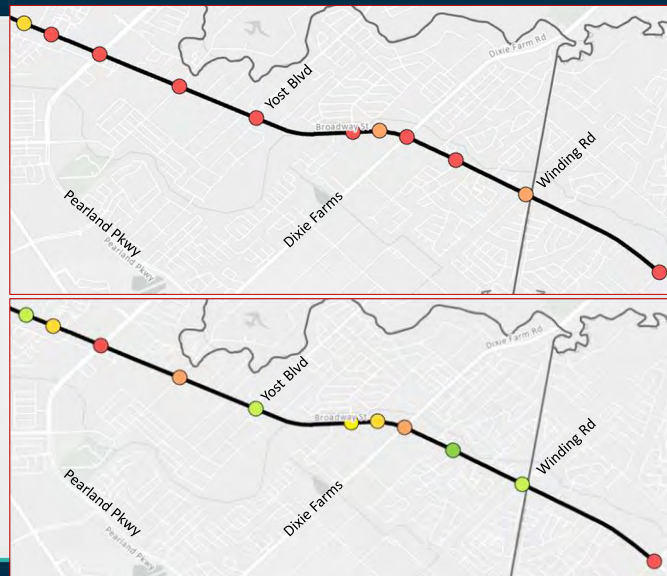 Dixie Farm Rd
Yost Blvd
Broadway St
Winding Rd
Pearland Pkwy
Dixie Farms
Pearland Pkwy
Dixie Farm Rd
Yost Blvd
Broadway St
Winding Rd
Pearland Pkwy
Dixie Farms
Pearland Pkwy